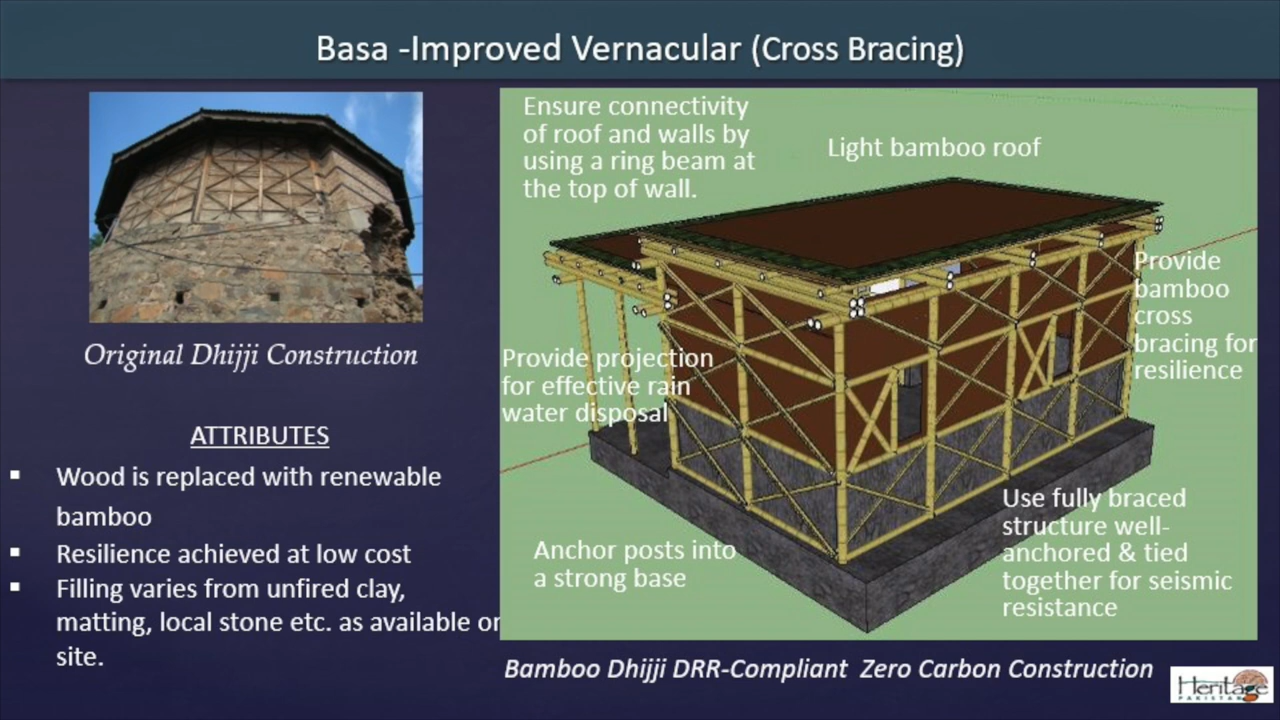 Basa -Improved Vernacular (Cross Bracing)
Original Dhijji Construction
ATTRIBUTES
▪ Wood is replaced with renewable
bamboo
▪ Resilience achieved at low cost
▪ Filling varies from unfired clay,
matting, local stone etc. as available on
site.
Ensure connectivity
of roof and walls by
using a ring beam at
the top of wall.
Light bamboo roof
Provide
bamboo
cross
bracing for
resilience
Provide projection
for effective rain
water disposal
Anchor posts into
a strong base
Use fully braced
structure well-
anchored & tied
together for seismic
resistance
Bamboo Dhijji DRR-Compliant Zero Carbon Construction
Heritage
PAKISTAN